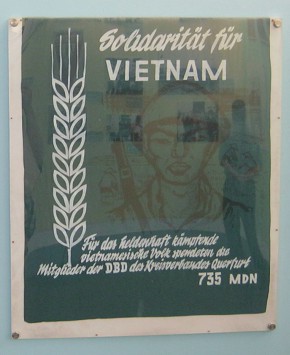 Solidarität für
VIETNAM
Für das heldenhaft kämpfende
vietnamesische Volk spendeten die
Mitglieder der DBD des Kreisverbandes Querfurt
735 MDN